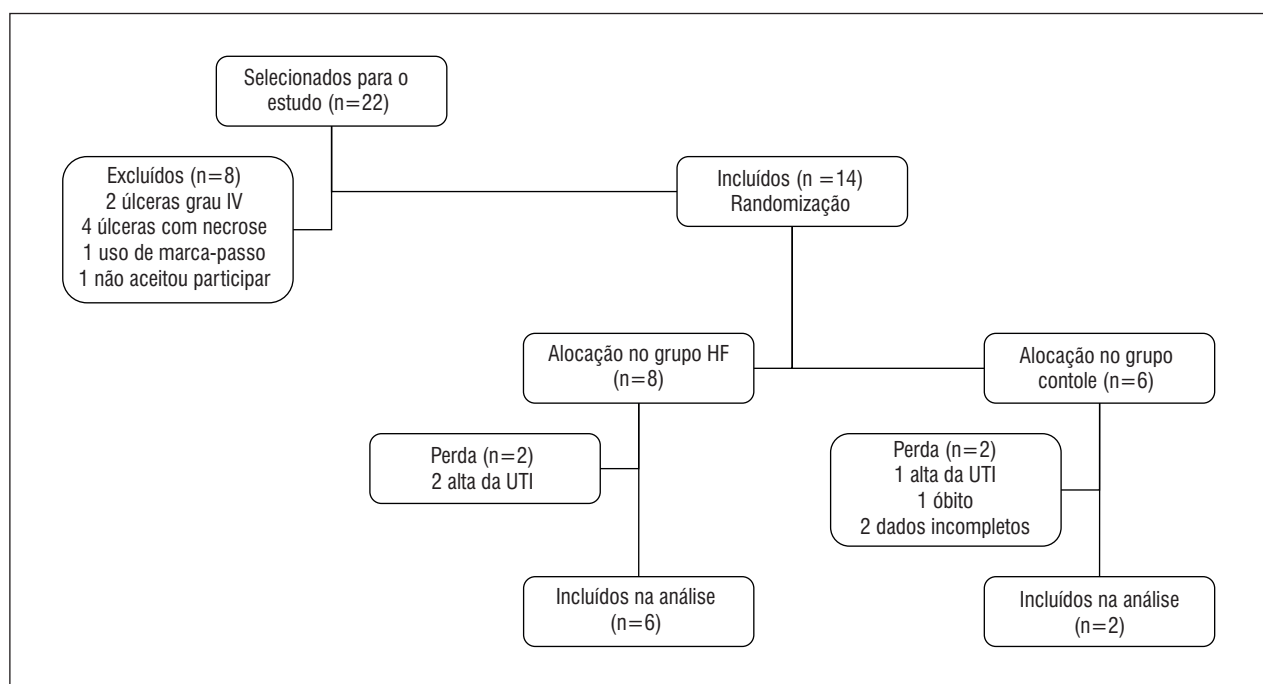 Selecionados para o
estudo (n=22)
Excluídos (n=8)
2 úlceras grau IV
4 úlceras com necrose
1 uso de marca-passo
1 não aceitou participar
Incluídos (n =14)
Randomização
Alocação no grupo HF
(n=8)
Alocação no grupo
contole (n=6)
Perda (n=2)
2 alta da UTI
Perda (n=2)
1 alta da UTI
1 óbito
2 dados incompletos
Incluídos na análise
(n=6)
Incluídos na análise
(n=2)